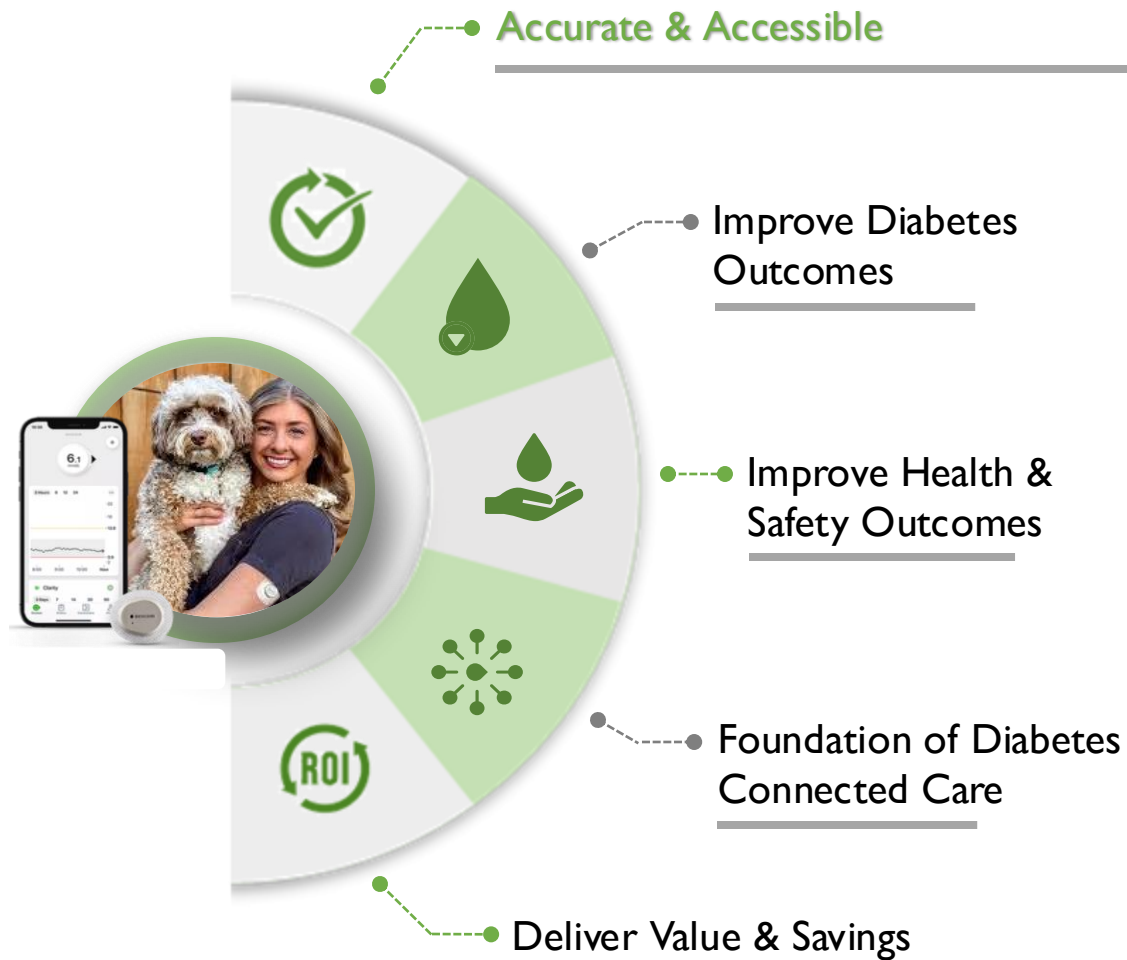 Accurate & Accessible
Improve Diabetes
Outcomes
6.1
Improve Health &
Safety Outcomes
Clarity
Foundation of Diabetes
Connected Care
ROI
Deliver Value & Savings